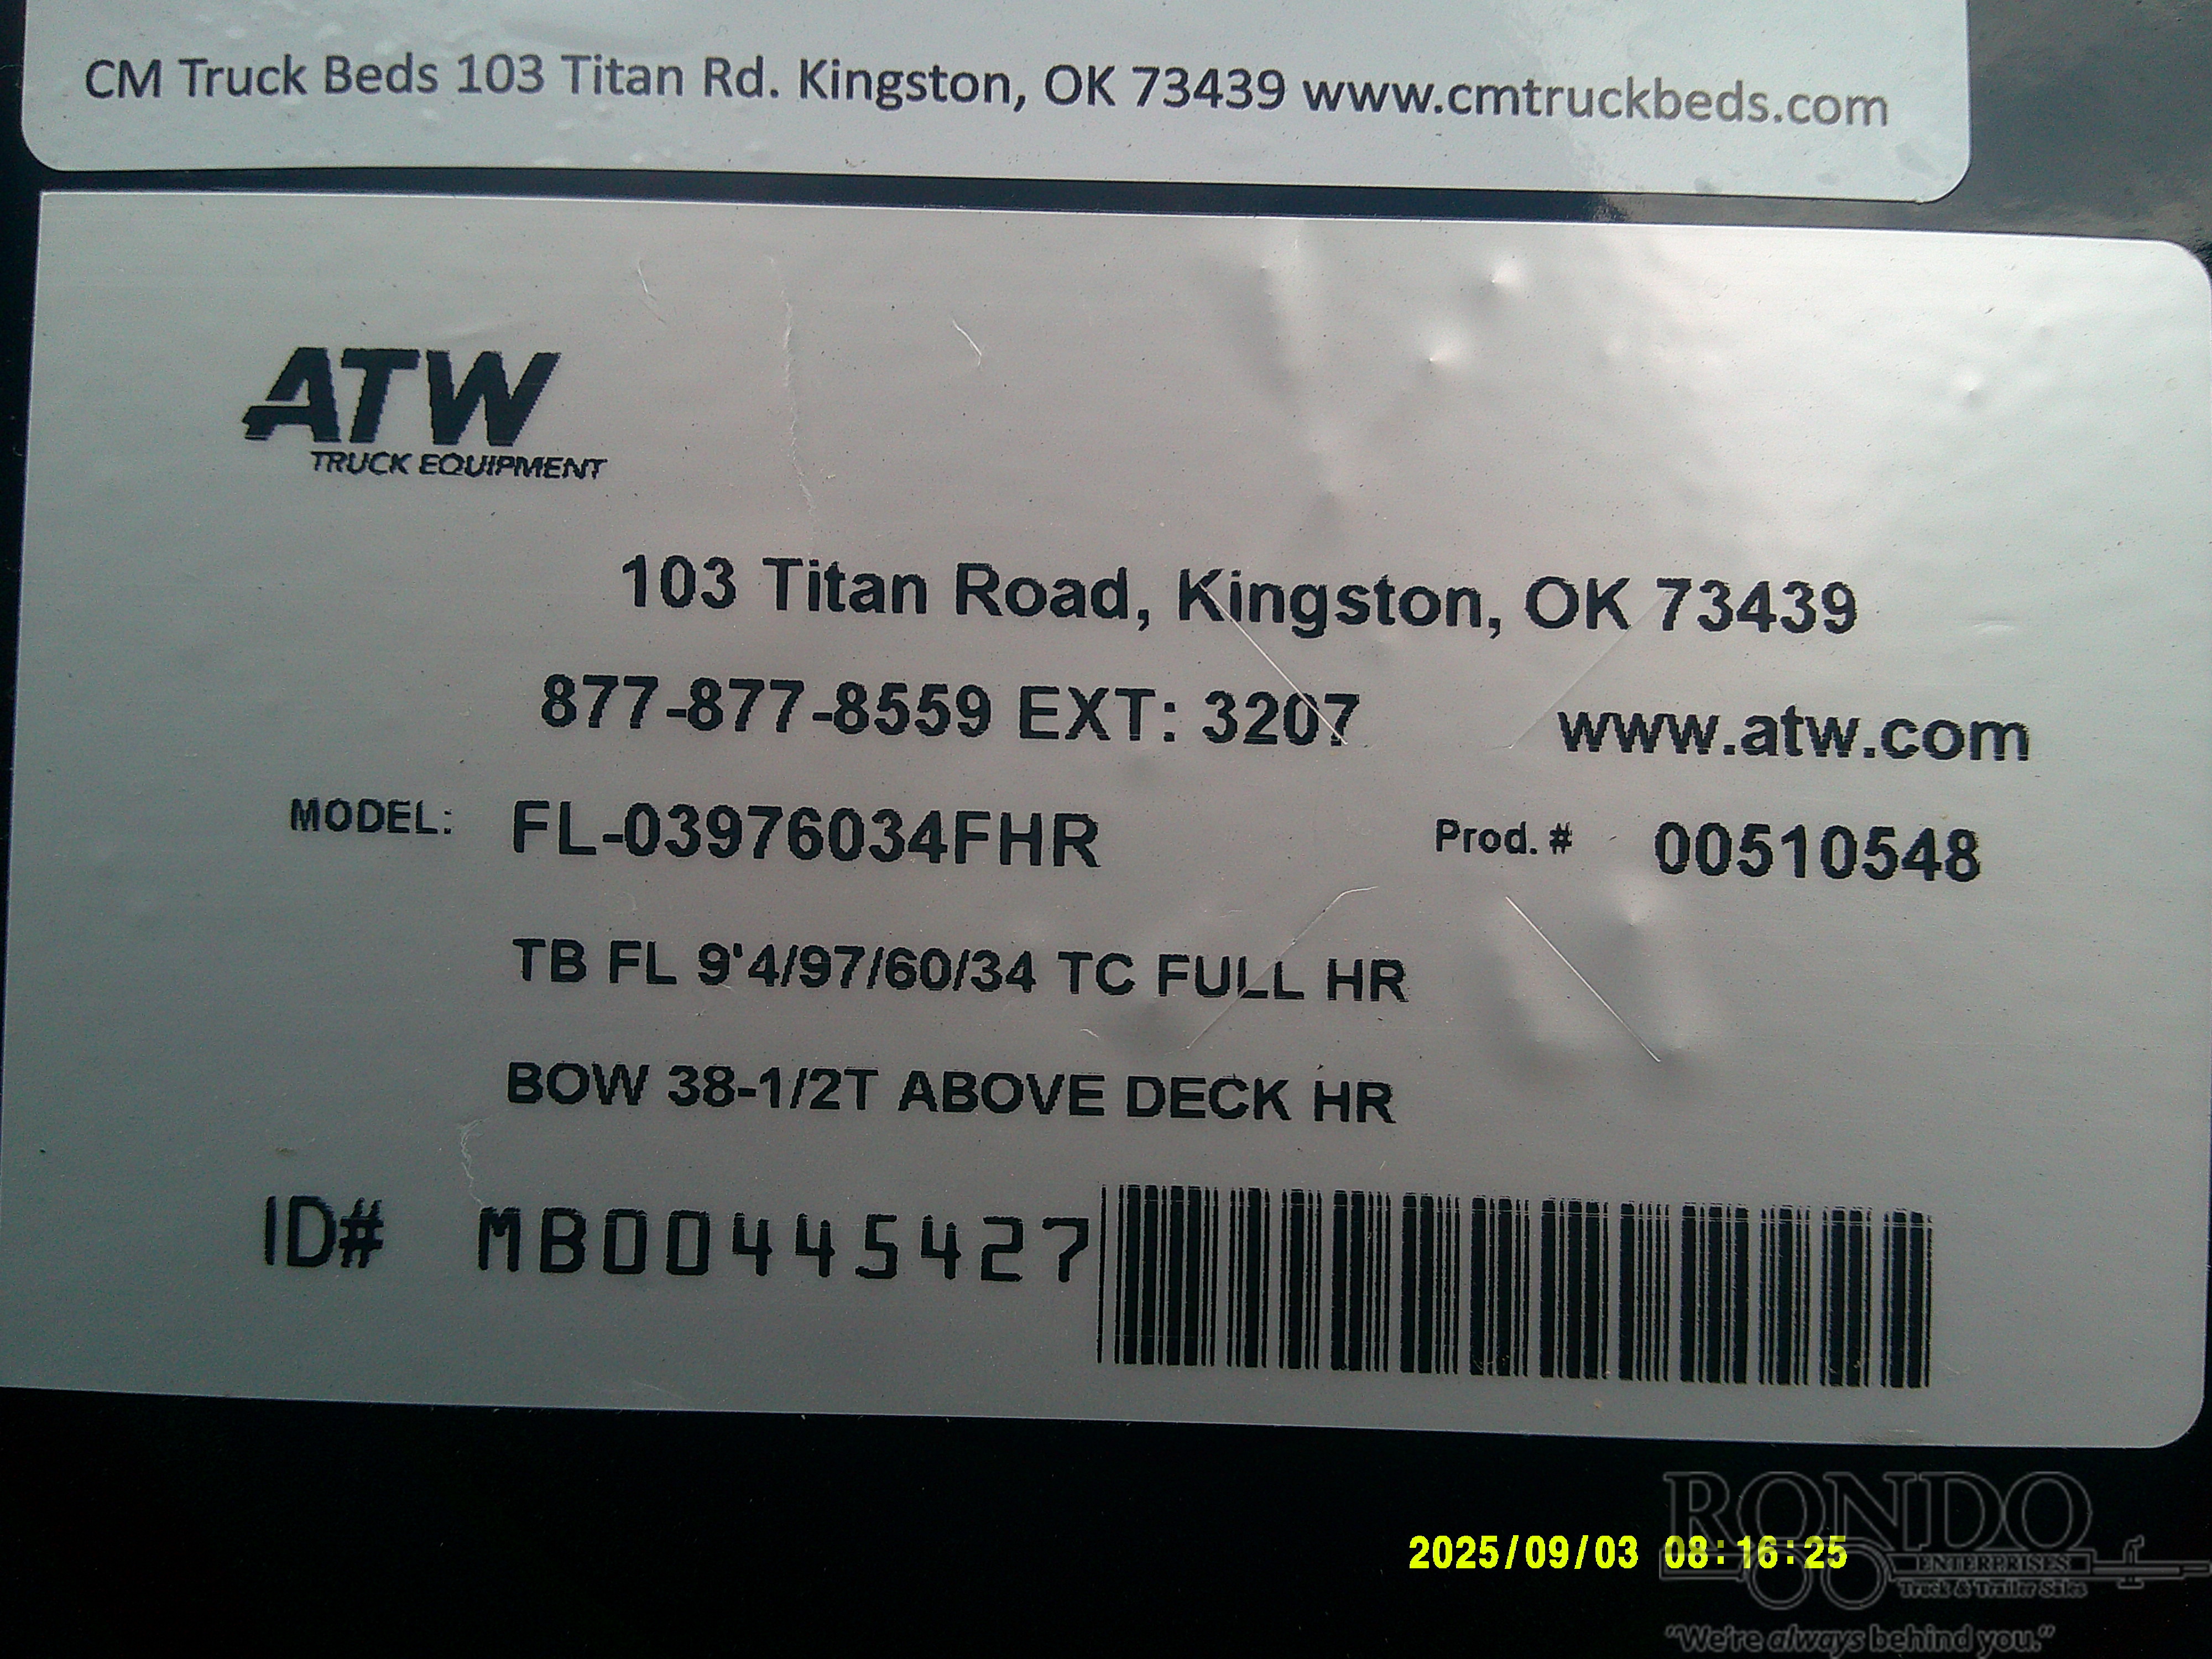 CM Truck Beds 103 Titan Rd. Kingston, OK 73439 www.cmtruckbeds.com
ATW
TRUCK EQUIPMENT
103 Titan Road, Kingston, OK 73439
877-877-8559 EXT: 3207 www.atw.com
MODEL: FL-03976034FHR Prod. # 00510548
TB FL 9'4/97/60/34 TC FULL HR
BOW 38-1/2T ABOVE DECK HR
ID# MB00445427
RONDO
2025/09/03 08:16:25
ENTERPRISES
Truck & Trailer Sales
"We're always behind you."